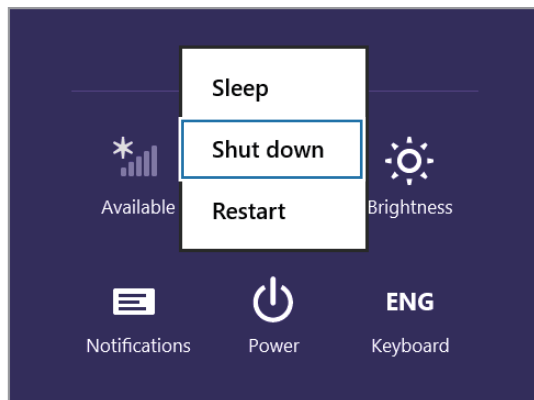 Sleep
Shut down
Restart
Available
Brightness
ENG
Notifications
Power
Keyboard